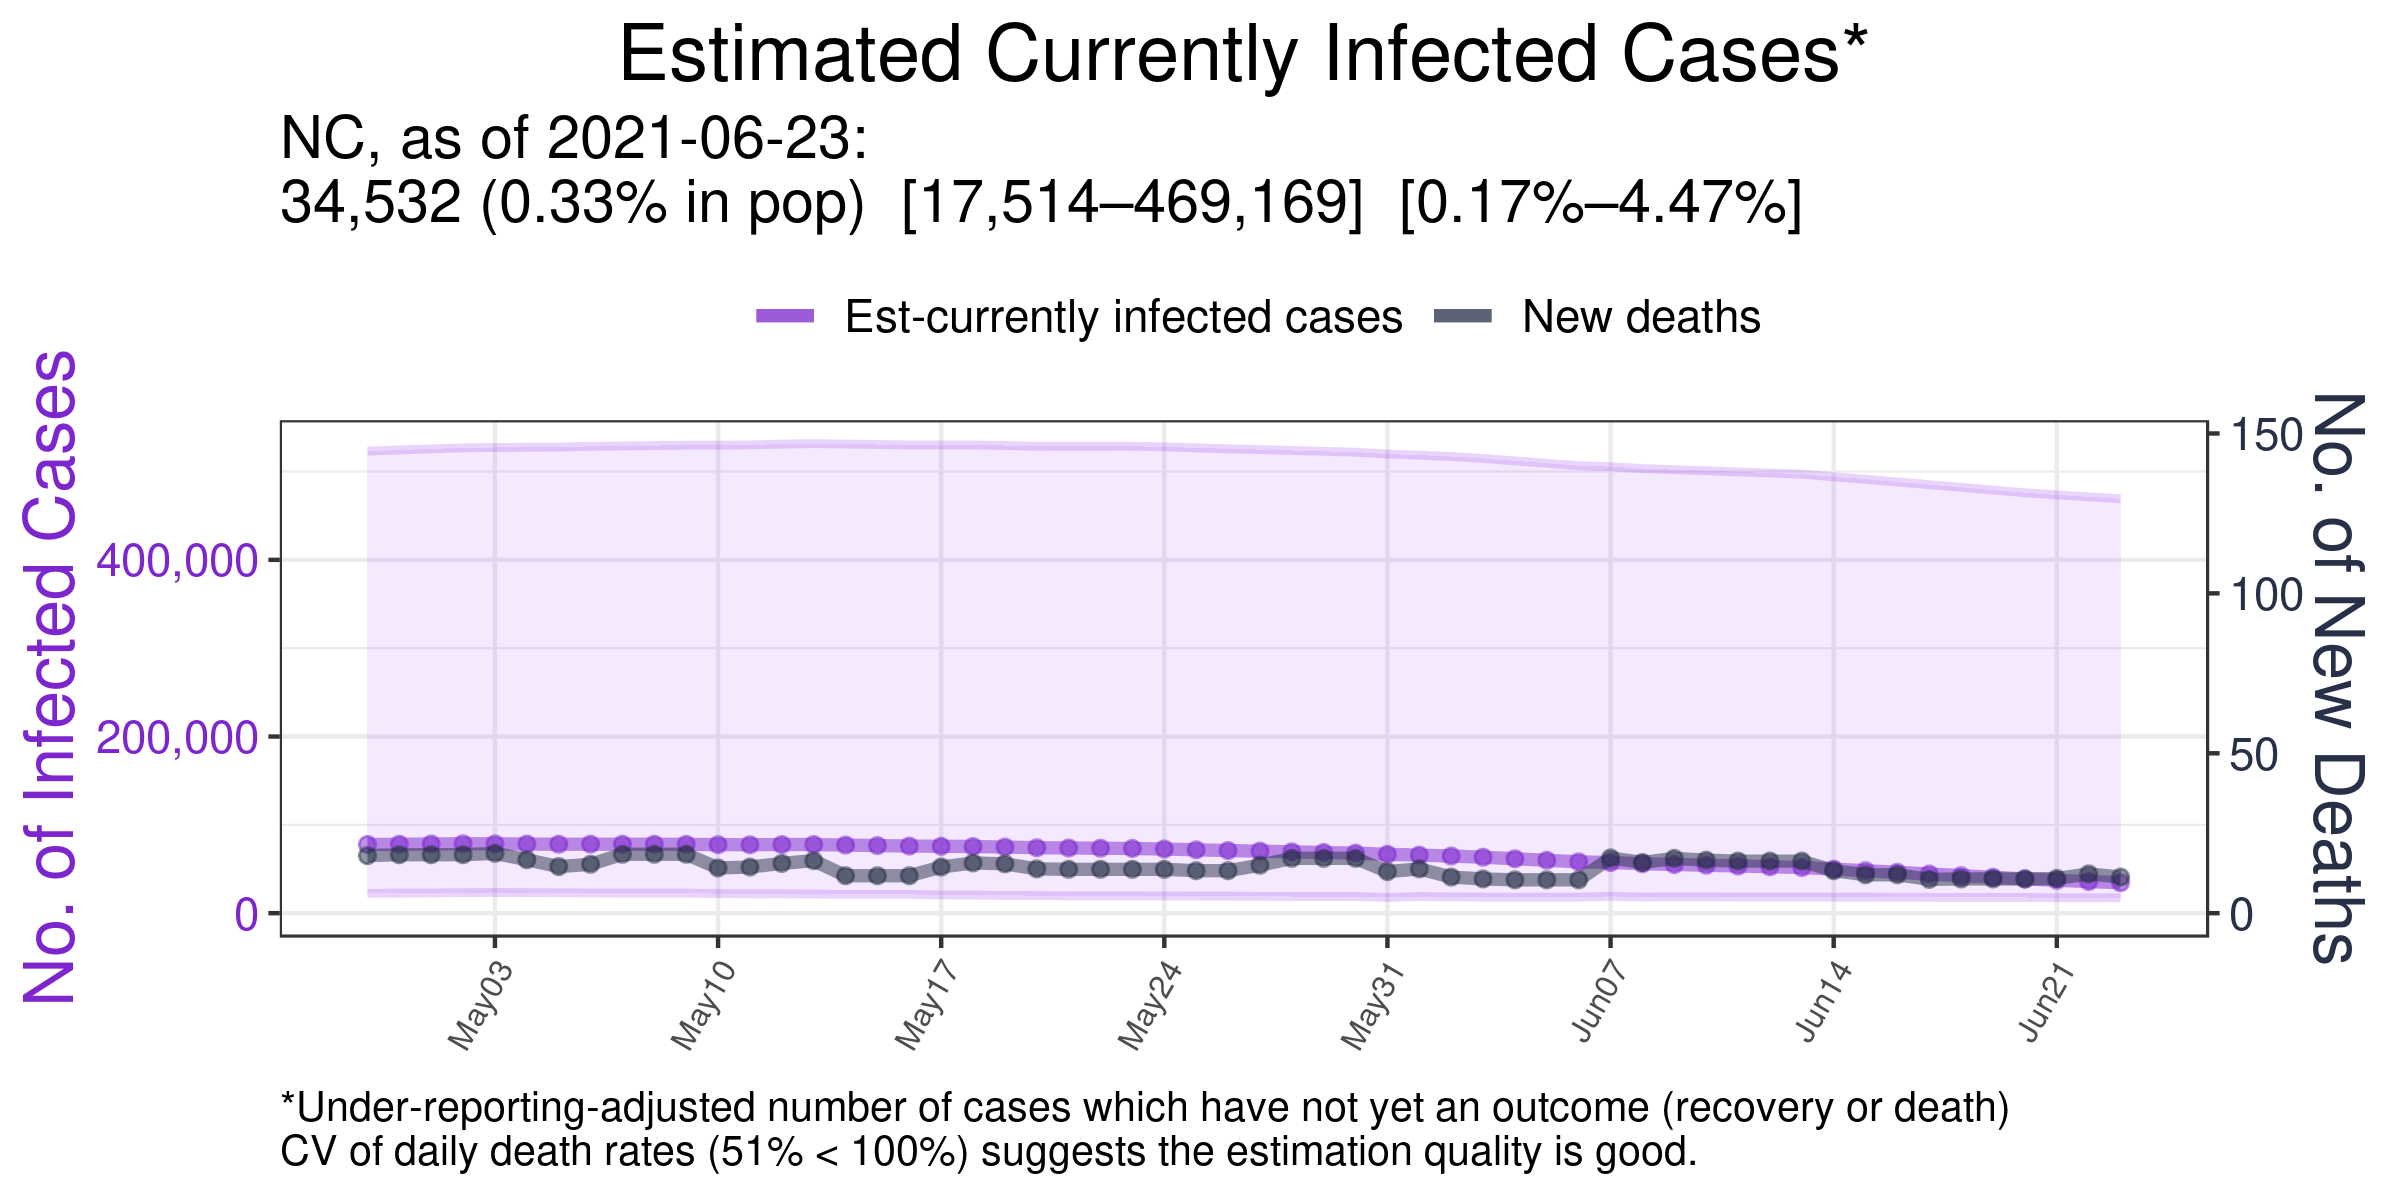 Estimated Currently Infected Cases*
NC, as of 2021-06-23:
34,532 (0.33% in pop)  [17,514–469,169]  [0.17%–4.47%]
Est-currently infected cases
New deaths
No. of Infected Cases
400,000
200,000
0
150
100
50
0
No. of New Deaths
May03
May10
May17
May24
May31
Jun07
Jun14
Jun21
*Under-reporting-adjusted number of cases which have not yet an outcome (recovery or death)
CV of daily death rates (51% < 100%) suggests the estimation quality is good.